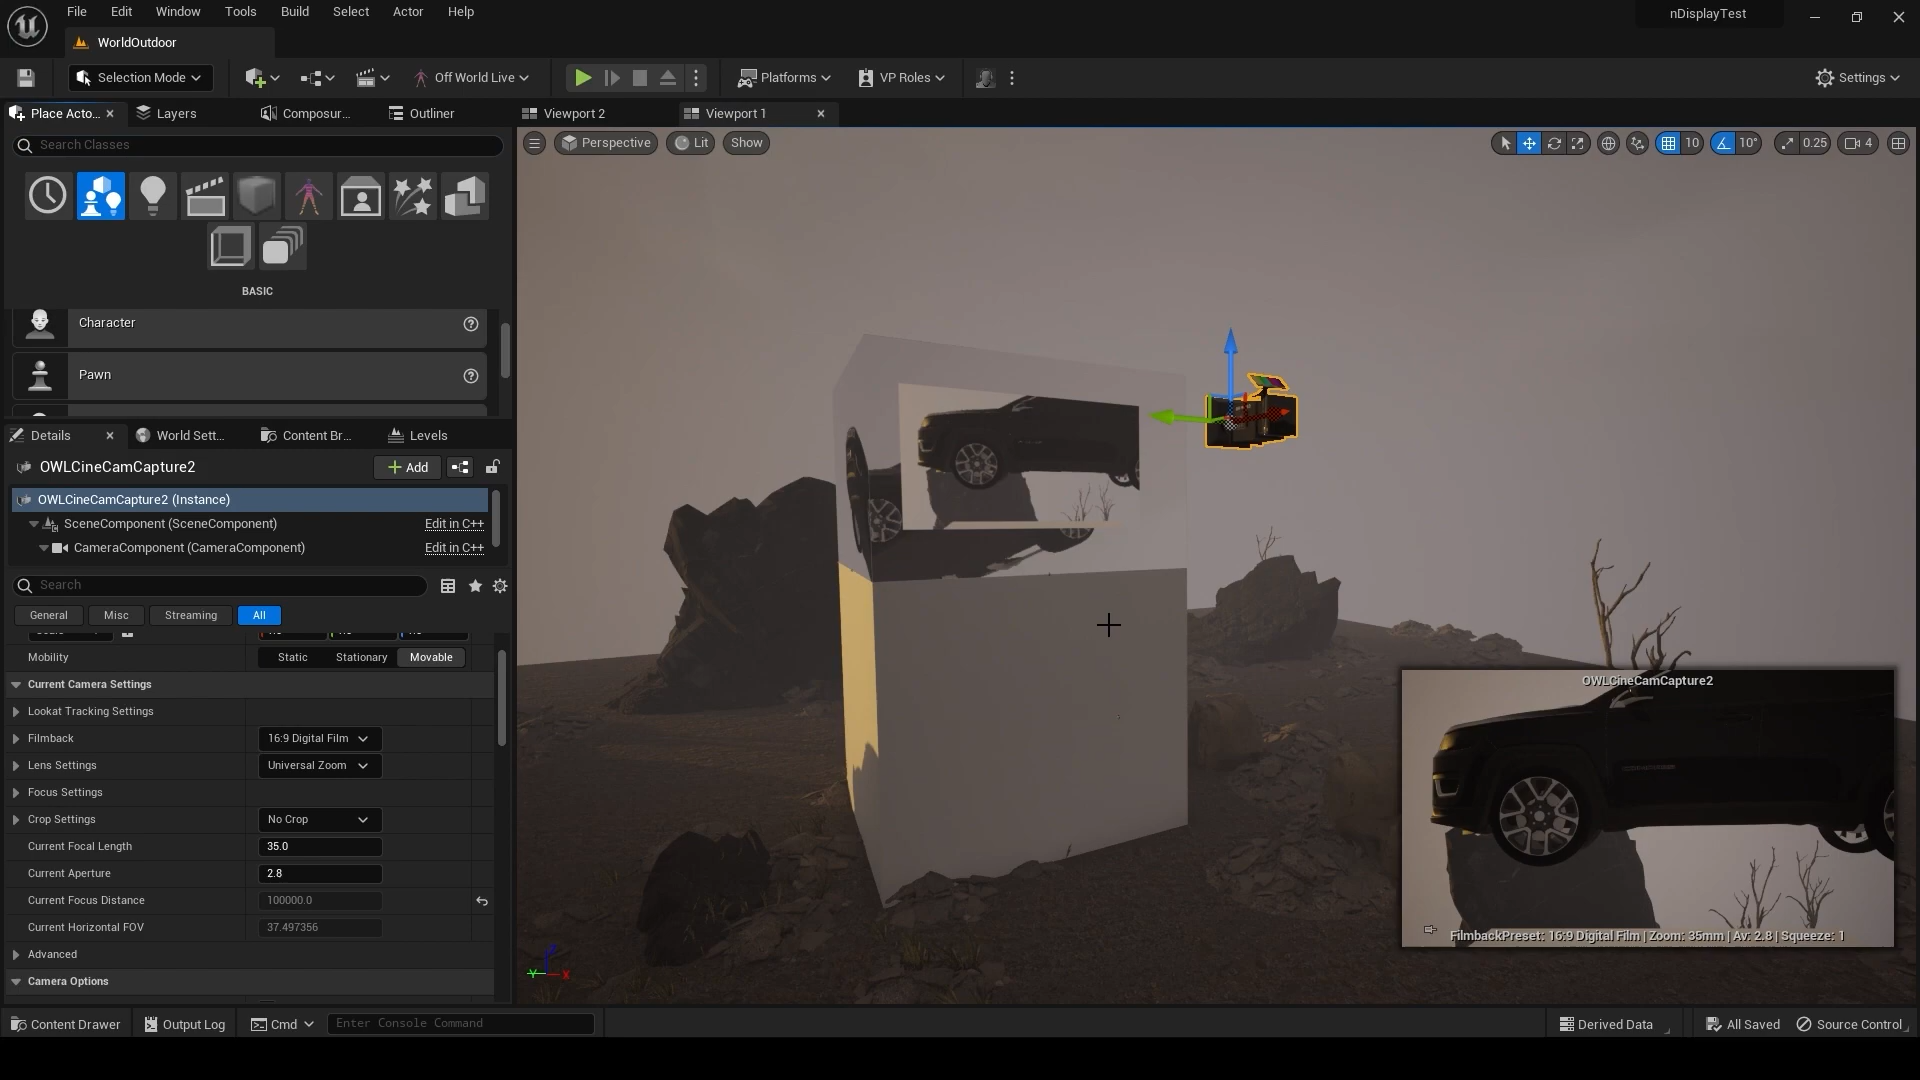 File Edit Window Tools Build Select Actor Help
nDisplayTest
WorldOutdoor
Selection Mode
Off World Live
Platforms
VP Roles
Settings
Place Acto...
Layers
Composur...
Outliner
Viewport 2
Viewport 1
Search Classes
Perspective
Lit
Show
10
10°
0.25
4
BASIC
Character
Pawn
Details
World Sett...
Content Br...
Levels
OWLCineCamCapture2
Add
OWLCineCamCapture2 (Instance)
SceneComponent (SceneComponent) Edit in C++
CameraComponent (CameraComponent) Edit in C++
Search
General Misc Streaming All
Mobility Static Stationary Movable
Current Camera Settings
Lookat Tracking Settings
Filmback 16:9 Digital Film
Lens Settings Universal Zoom
Focus Settings
Crop Settings No Crop
Current Focal Length 35.0
Current Aperture 2.8
Current Focus Distance 100000.0
Current Horizontal FOV 37.497356
Advanced
Camera Options
OWLCineCamCapture2
FilmbackPreset: 16:9 Digital Film | Zoom: 35mm | Av: 2.8 | Squeeze: 1
Z
Y
X
Content Drawer
Output Log
Cmd
Enter Console Command
Derived Data
All Saved
Source Control